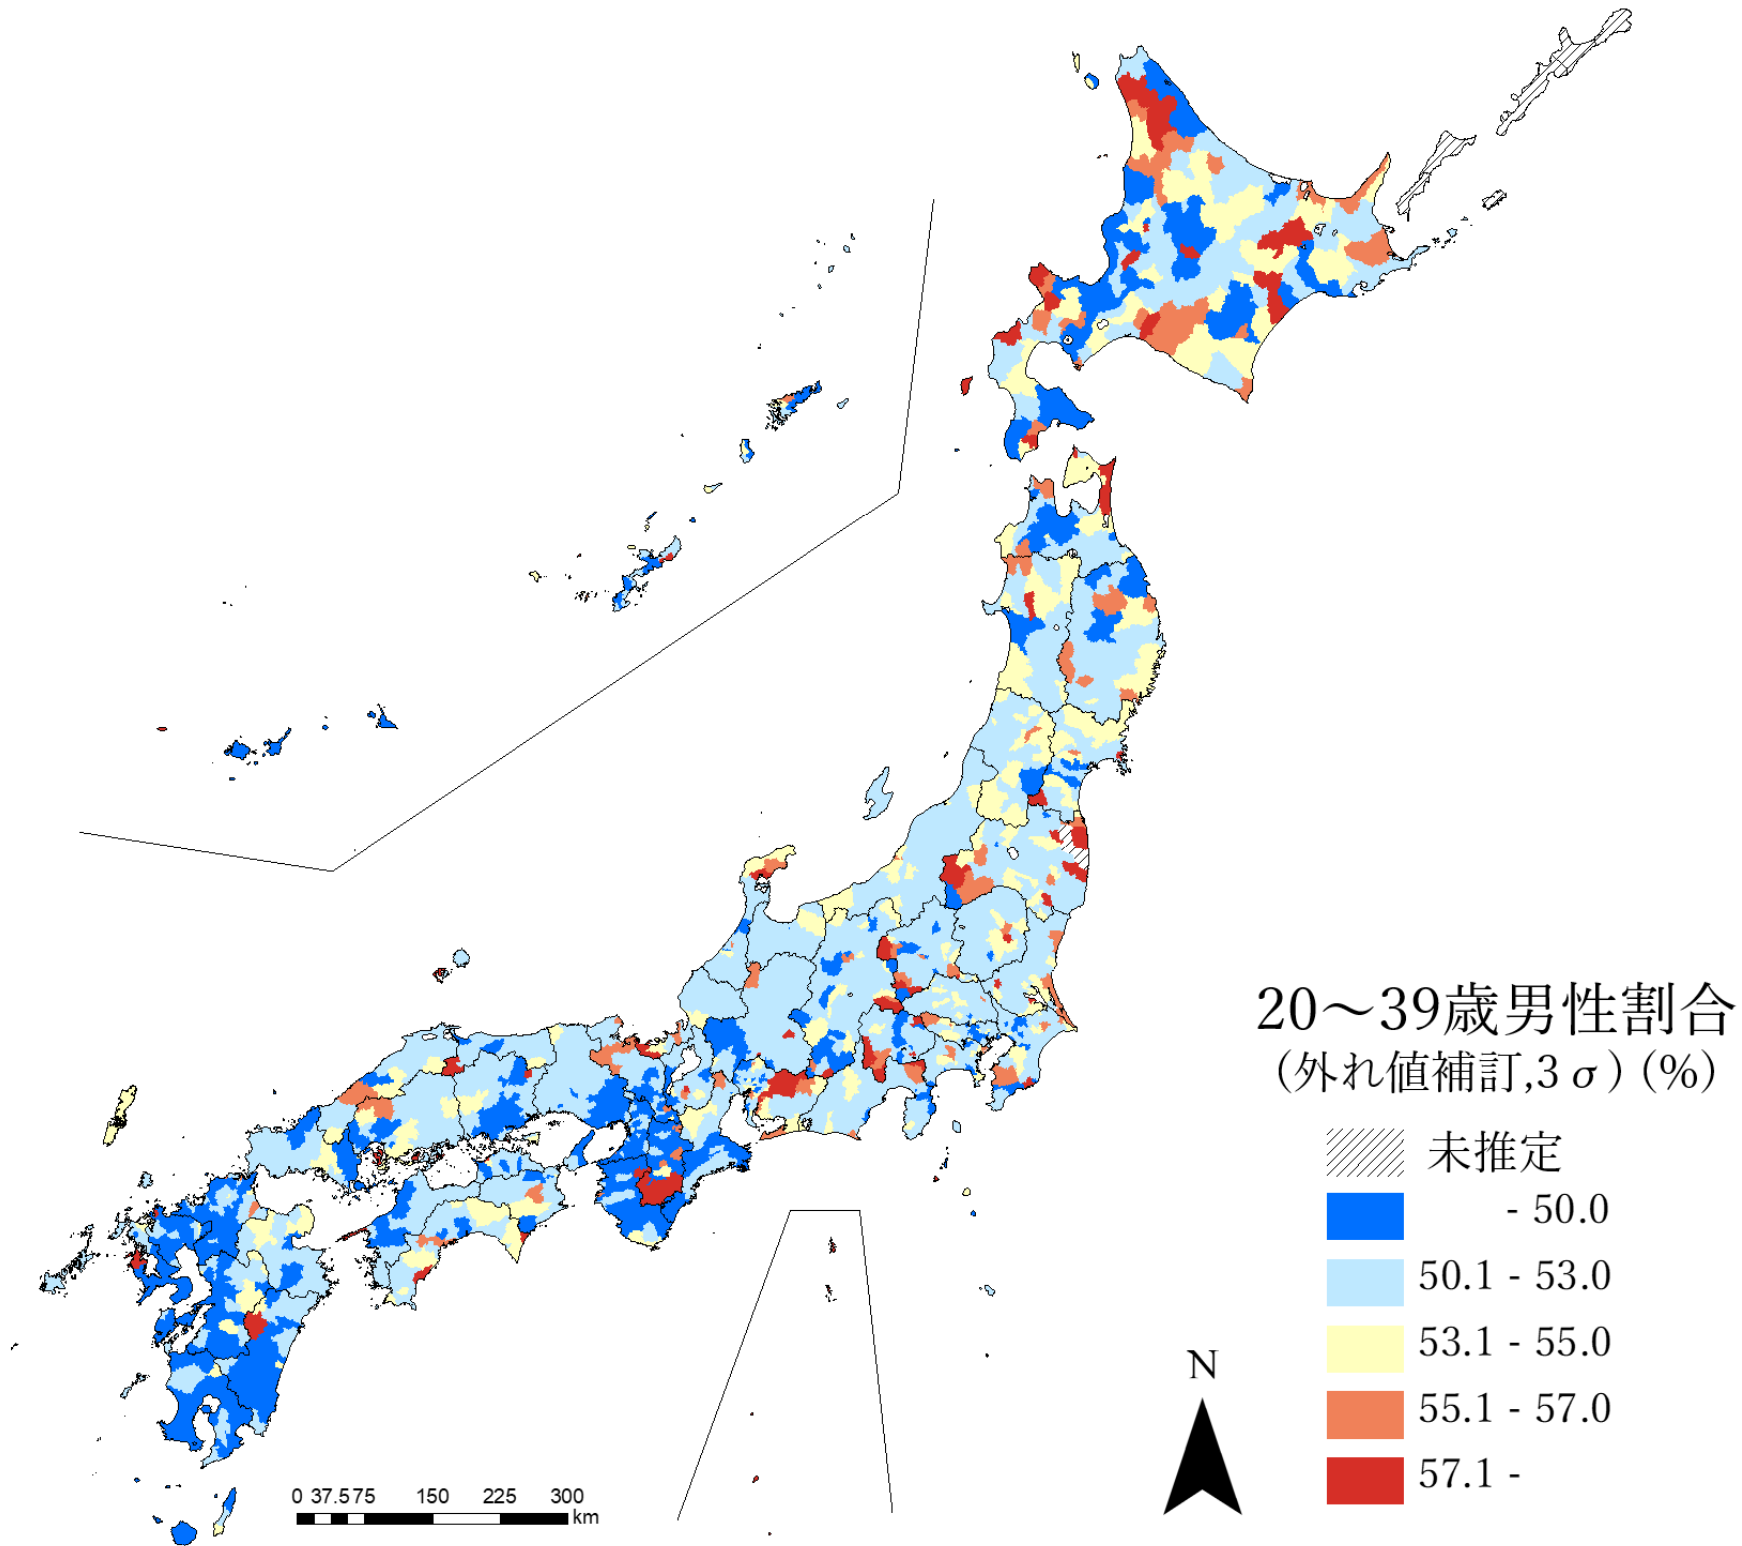 20～39歳男性割合
（外れ値補訂,3σ）（%）
未推定
- 50.0
50.1 - 53.0
53.1 - 55.0
55.1 - 57.0
57.1 -
N
0 37.575 150 225 300
km